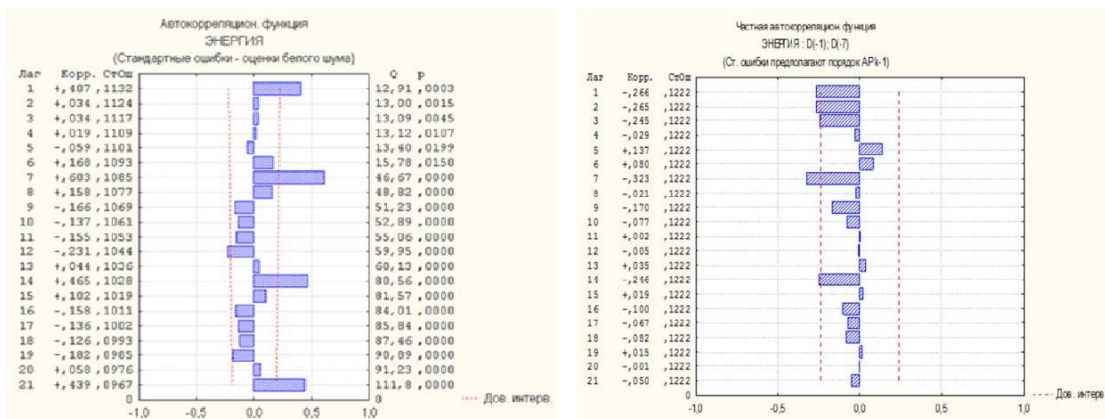 Автокорреляцион. функция
ЭНЕРГИЯ
(Стандартные ошибки - оценки белого шума)
Лаг Корр. СтОш Q p
1 +,407 ,1132 12,91 ,0003
2 +,034 ,1124 13,00 ,0015
3 +,034 ,1117 13,09 ,0045
4 +,019 ,1109 13,12 ,0107
5 -,059 ,1101 13,40 ,0199
6 +,168 ,1093 15,78 ,0150
7 +,603 ,1085 46,67 ,0000
8 +,158 ,1077 48,82 ,0000
9 -,166 ,1069 51,23 ,0000
10 -,137 ,1061 52,89 ,0000
11 -,155 ,1053 55,06 ,0000
12 -,231 ,1044 59,95 ,0000
13 +,044 ,1036 60,13 ,0000
14 +,465 ,1028 80,56 ,0000
15 +,102 ,1019 81,57 ,0000
16 -,158 ,1011 84,01 ,0000
17 -,136 ,1002 85,84 ,0000
18 -,126 ,0993 87,46 ,0000
19 -,182 ,0985 90,89 ,0000
20 +,058 ,0976 91,23 ,0000
21 +,439 ,0967 111,8 ,0000
0 0
-1,0 -0,5 0,0 0,5 1,0
Дов. интерв.
Частная автокорреляцион. функция
ЭНЕРГИЯ : D(-1); D(-7)
(Ст. ошибки предполагают порядок АРk-1)
Лаг Корр. СтОш
1 -,266 ,1222
2 -,265 ,1222
3 -,245 ,1222
4 -,029 ,1222
5 +,137 ,1222
6 +,080 ,1222
7 -,323 ,1222
8 -,021 ,1222
9 -,170 ,1222
10 -,077 ,1222
11 +,002 ,1222
12 -,005 ,1222
13 +,035 ,1222
14 -,246 ,1222
15 +,019 ,1222
16 -,100 ,1222
17 -,067 ,1222
18 -,082 ,1222
19 +,015 ,1222
20 -,001 ,1222
21 -,050 ,1222
0 0
-1,0 -0,5 0,0 0,5 1,0
Дов. интерв